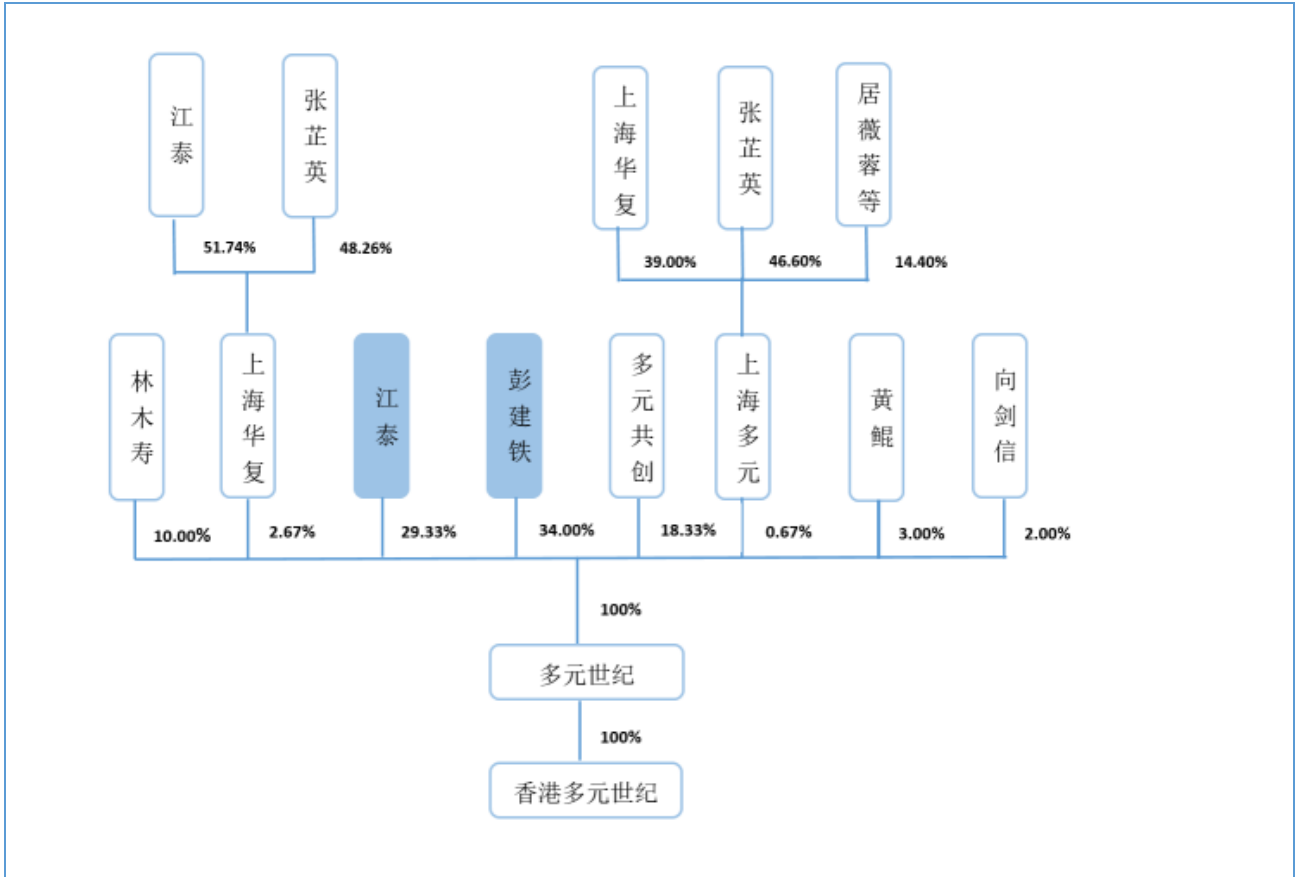 江泰
张芷英
上海华复
张芷英
居薇蓉等
51.74%
48.26%
39.00%
46.60%
14.40%
林木寿
上海华复
江泰
彭建铁
多元共创
上海多元
黄鲲
向剑信
10.00%
2.67%
29.33%
34.00%
18.33%
0.67%
3.00%
2.00%
100%
多元世纪
100%
香港多元世纪